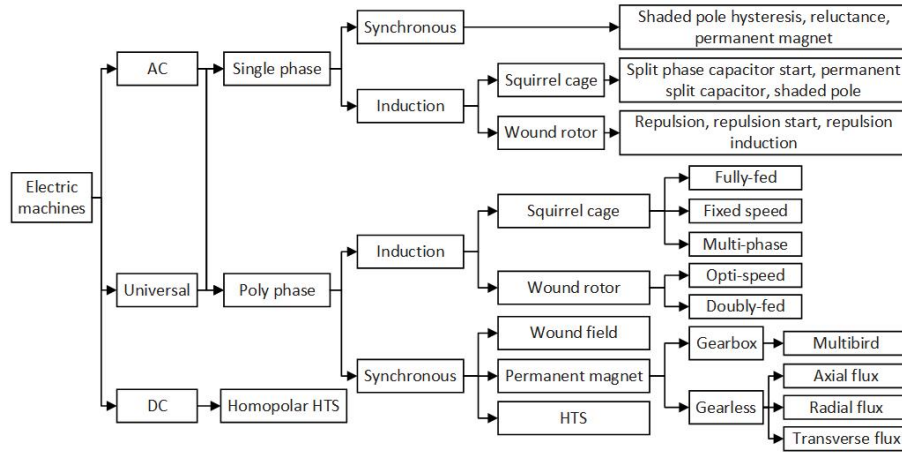 Electric
machines
AC
Universal
DC
Single phase
Poly phase
Homopolar HTS
Synchronous
Induction
Shaded pole hysteresis, reluctance,
permanent magnet
Squirrel cage
Split phase capacitor start, permanent
split capacitor, shaded pole
Wound rotor
Repulsion, repulsion start, repulsion
induction
Induction
Squirrel cage
Fully-fed
Fixed speed
Multi-phase
Wound rotor
Opti-speed
Doubly-fed
Synchronous
Wound field
Permanent magnet
HTS
Gearbox
Multibird
Gearless
Axial flux
Radial flux
Transverse flux